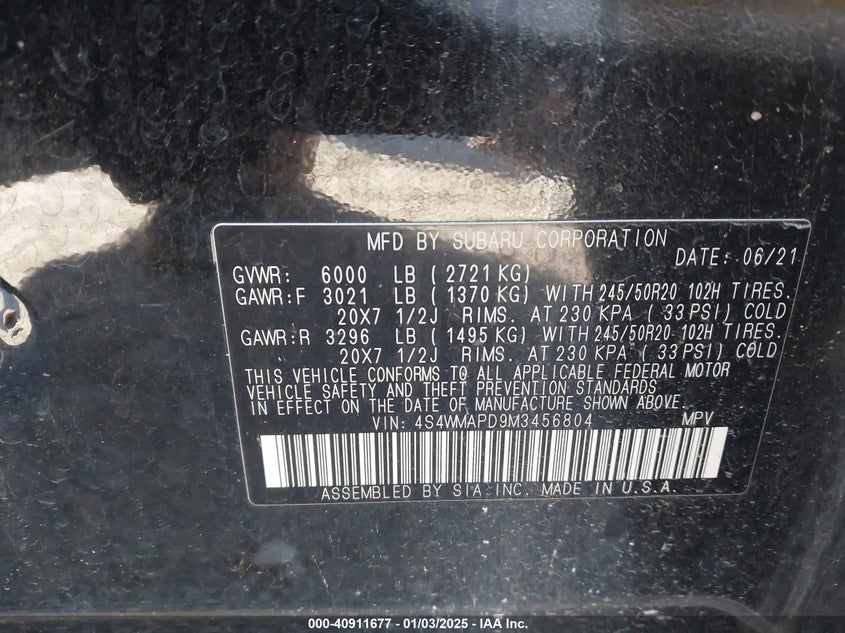 MFD BY SUBARU CORPORATION
DATE: 06/21
GVWR: 6000 LB ( 2721 KG)
GAWR:F 3021 LB ( 1370 KG) WITH 245/50R20 102H TIRES.
20X7 1/2J RIMS. AT 230 KPA ( 33 PSI) COLD
GAWR:R 3296 LB ( 1495 KG) WITH 245/50R20 102H TIRES.
20X7 1/2J RIMS. AT 230 KPA ( 33 PSI) COLD
THIS VEHICLE CONFORMS TO ALL APPLICABLE FEDERAL MOTOR
VEHICLE SAFETY AND THEFT PREVENTION STANDARDS
IN EFFECT ON THE DATE OF MANUFACTURE SHOWN ABOVE.
VIN: 4S4WMAPD9M3456804 MPV
ASSEMBLED BY SIA INC. MADE IN U.S.A.
000-40911677 - 01/03/2025 - IAA Inc.